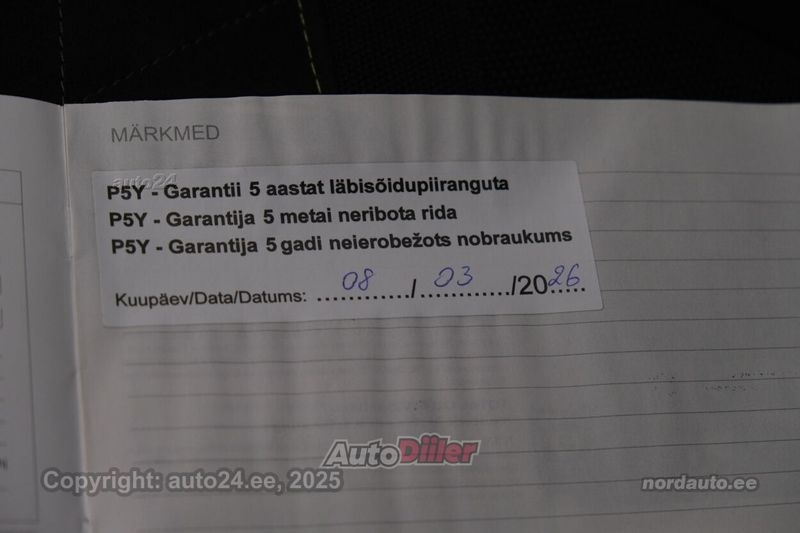 MÄRKMED
auto24
P5Y - Garantii 5 aastat läbisõidupiiranguta
P5Y - Garantija 5 metai neribota rida
P5Y - Garantija 5 gadi neierobežots nobraukums
Kuupäev/Data/Datums: ....08......./...03........./2026.....
AutoDiiler
Copyright: auto24.ee, 2025
nordauto.ee